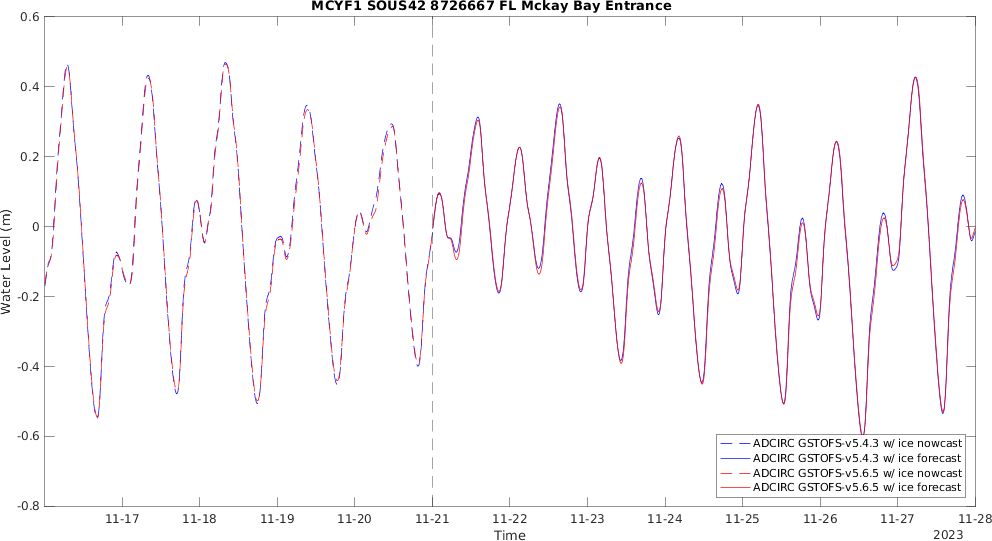 MCYF1 SOUS42 8726667 FL Mckay Bay Entrance
Water Level (m)
0.6
0.4
0.2
0
-0.2
-0.4
-0.6
-0.8
ADCIRC GSTOFS-v5.4.3 w/ ice nowcast
ADCIRC GSTOFS-v5.4.3 w/ ice forecast
ADCIRC GSTOFS-v5.6.5 w/ ice nowcast
ADCIRC GSTOFS-v5.6.5 w/ ice forecast
11-17 11-18 11-19 11-20 11-21 11-22 11-23 11-24 11-25 11-26 11-27 11-28
Time
2023